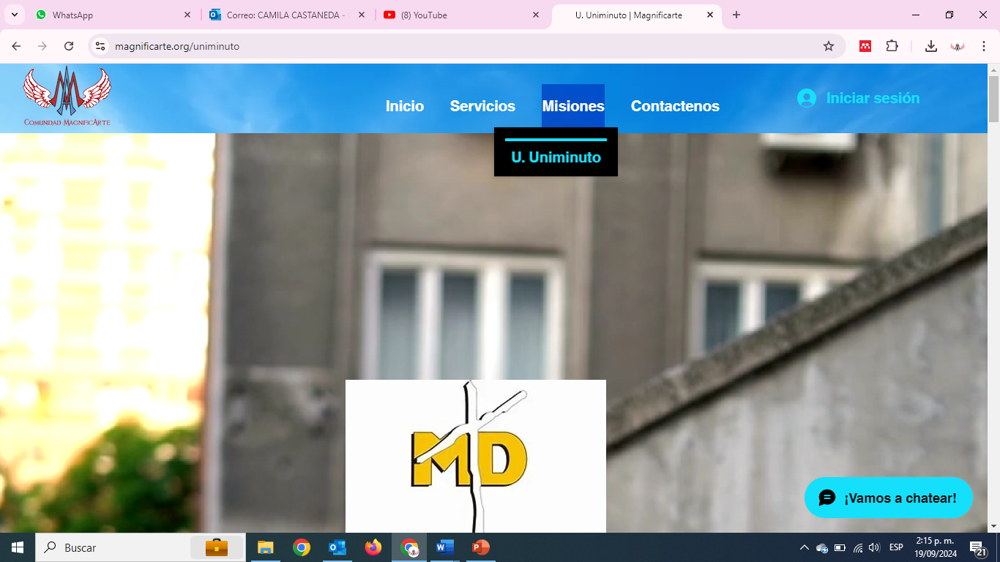 WhatsApp
Correo: CAMILA CASTANEDA -
(8) YouTube
U. Uniminuto | Magnificarte
magnificarte.org/uniminuto
COMUNIDAD MAGNIFICARTE
Inicio
Servicios
Misiones
Contactenos
Iniciar sesión
U. Uniminuto
MD
¡Vamos a chatear!
Buscar
ESP
2:15 p. m.
19/09/2024
21